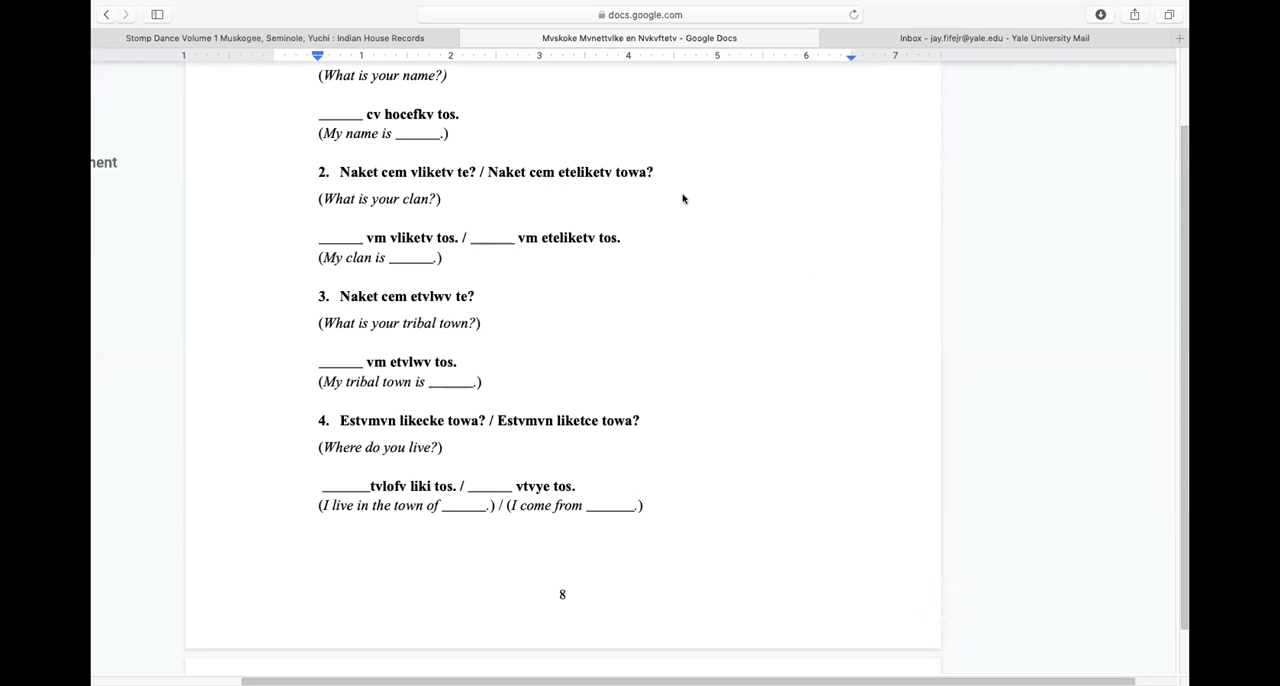 docs.google.com
Stomp Dance Volume 1 Muskogee, Seminole, Yuchi : Indian House Records
Mvskoke Mvnettvlke en Nvkvftetv - Google Docs
Inbox - jay.fifejr@yale.edu - Yale University Mail
1 1 2 3 4 5 6 7
(What is your name?)
______ cv hocefkv tos.
(My name is ______.)
ment
2. Naket cem vliketv te? / Naket cem eteliketv towa?
(What is your clan?)
______ vm vliketv tos. / ______ vm eteliketv tos.
(My clan is ______.)
3. Naket cem etvlwv te?
(What is your tribal town?)
______ vm etvlwv tos.
(My tribal town is ______.)
4. Estvmvn likecke towa? / Estvmvn liketce towa?
(Where do you live?)
______tvlofv liki tos. / ______ vtvye tos.
(I live in the town of ______.) / (I come from ______.)
8